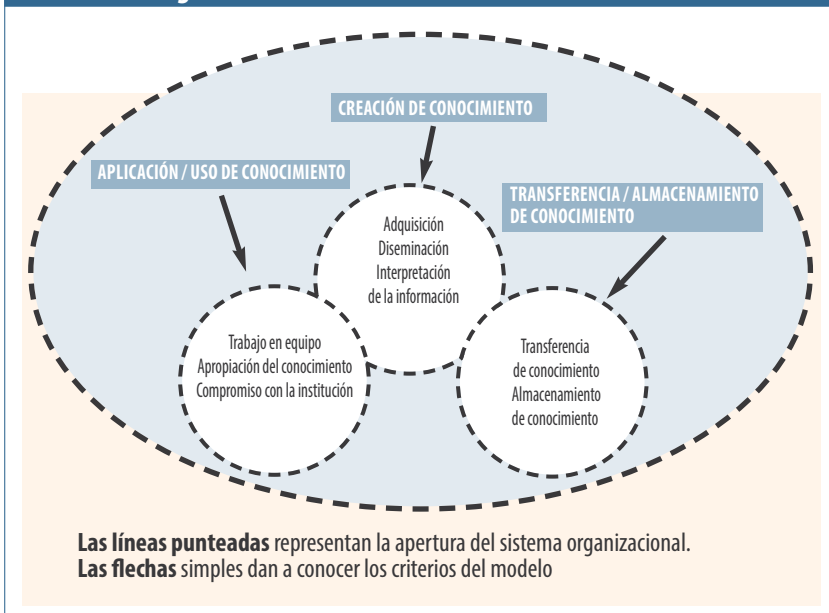 CREACIÓN DE CONOCIMIENTO
APLICACIÓN / USO DE CONOCIMIENTO
TRANSFERENCIA / ALMACENAMIENTO
DE CONOCIMIENTO
Adquisición
Diseminación
Interpretación
de la información
Trabajo en equipo
Apropiación del conocimiento
Compromiso con la institución
Transferencia
de conocimiento
Almacenamiento
de conocimiento
Las líneas punteadas representan la apertura del sistema organizacional.
Las flechas simples dan a conocer los criterios del modelo